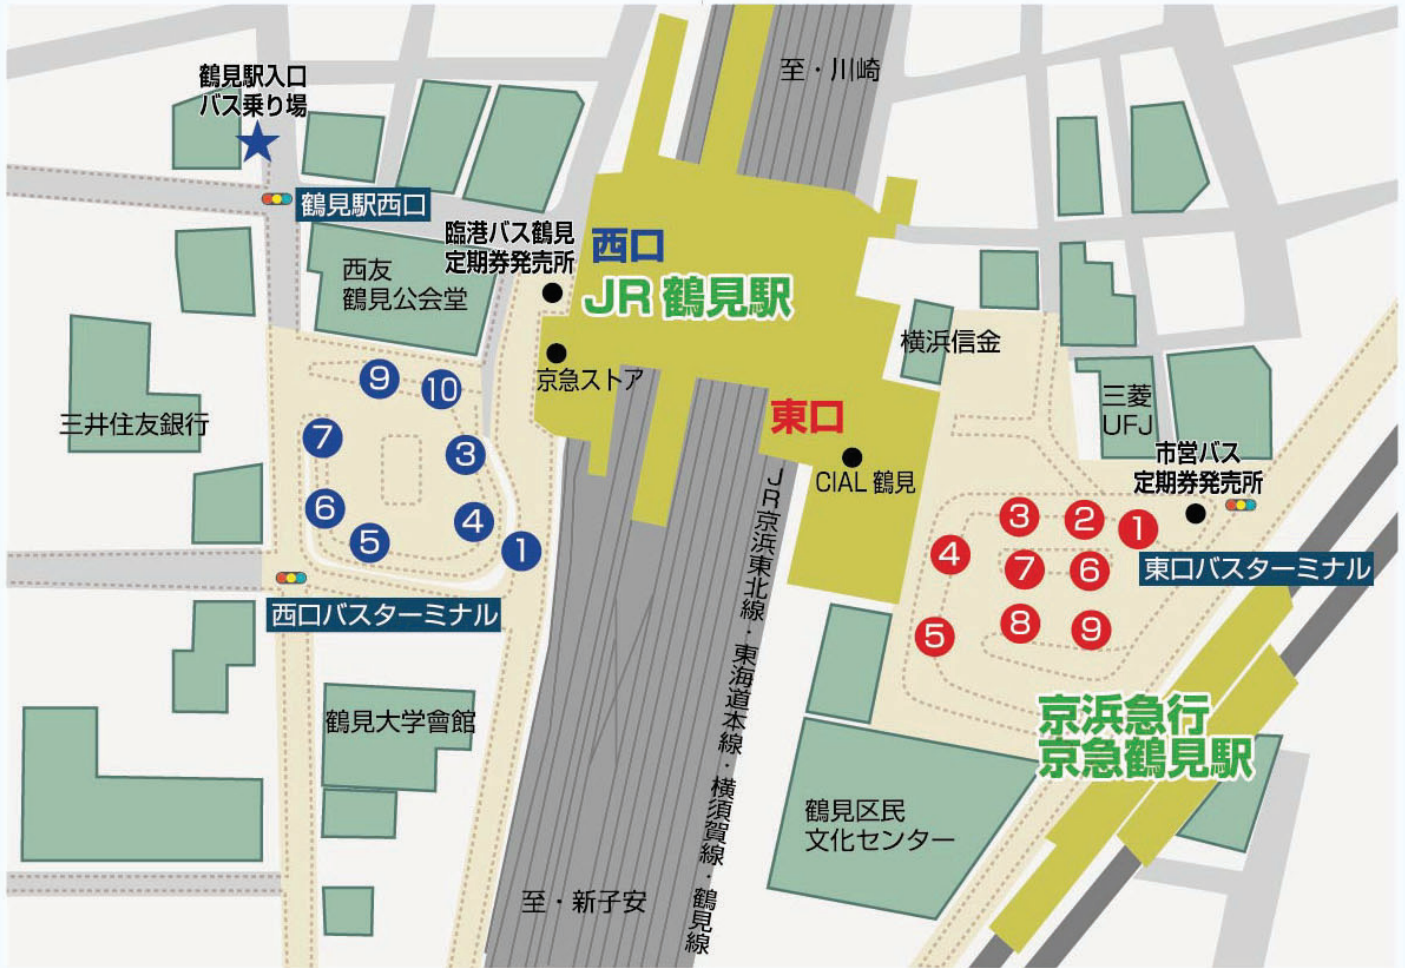 至・川崎
鶴見駅入口
バス乗り場
鶴見駅西口
臨港バス鶴見
定期券発売所
西口
JR 鶴見駅
西友
鶴見公会堂
京急ストア
横浜信金
三井住友銀行
東口
CIAL 鶴見
三菱
UFJ
市営バス
定期券発売所
9
10
7
3
6
4
5
1
3
2
1
4
7
6
5
8
9
東口バスターミナル
西口バスターミナル
JR京浜東北線・東海道本線・横須賀線・鶴見線
鶴見大学會館
京浜急行
京急鶴見駅
鶴見区民
文化センター
至・新子安